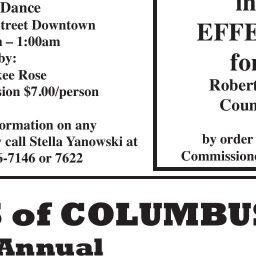 Dance
treet Downtown
– 1:00am
by:
kee Rose
sion $7.00/person
ormation on any
call Stella Yanowski at
6-7146 or 7622
in
EFFE
for
Robert
Coun
by order
Commissione
S of COLUMBUS
Annual